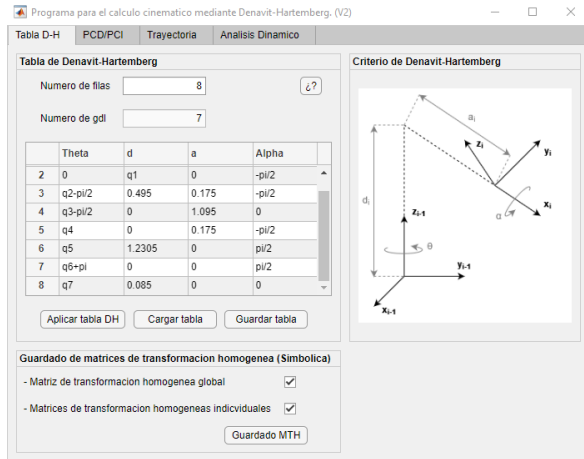 Programa para el calculo cinematico mediante Denavit-Hartemberg. (V2)
Tabla D-H PCD/PCI Trayectoria Analisis Dinamico
Tabla de Denavit-Hartemberg
Numero de filas 8 ¿?
Numero de gdl 7
Theta d a Alpha
2 0 q1 0 -pi/2
3 q2-pi/2 0.495 0.175 -pi/2
4 q3-pi/2 0 1.095 0
5 q4 0 0.175 -pi/2
6 q5 1.2305 0 pi/2
7 q6+pi 0 0 pi/2
8 q7 0.085 0 0
Aplicar tabla DH Cargar tabla Guardar tabla
Guardado de matrices de transformacion homogenea (Simbolica)
- Matriz de transformacion homogenea global
- Matrices de transformacion homogeneas indicviduales
Guardado MTH
Criterio de Denavit-Hartemberg
ai
zi
yi
di
xi
α
zi-1
θ
yi-1
xi-1